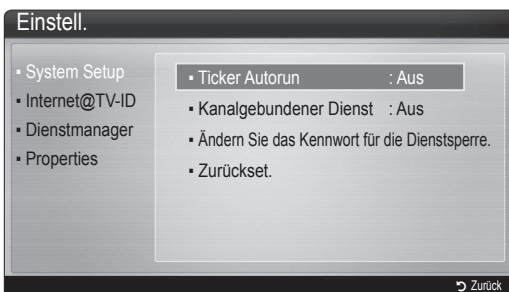 Einstell.
▪ System Setup
▪ Internet@TV-ID
▪ Dienstmanager
▪ Properties
▪ Ticker Autorun : Aus
▪ Kanalgebundener Dienst : Aus
▪ Ändern Sie das Kennwort für die Dienstsperre.
▪ Zurückset.
Zurück